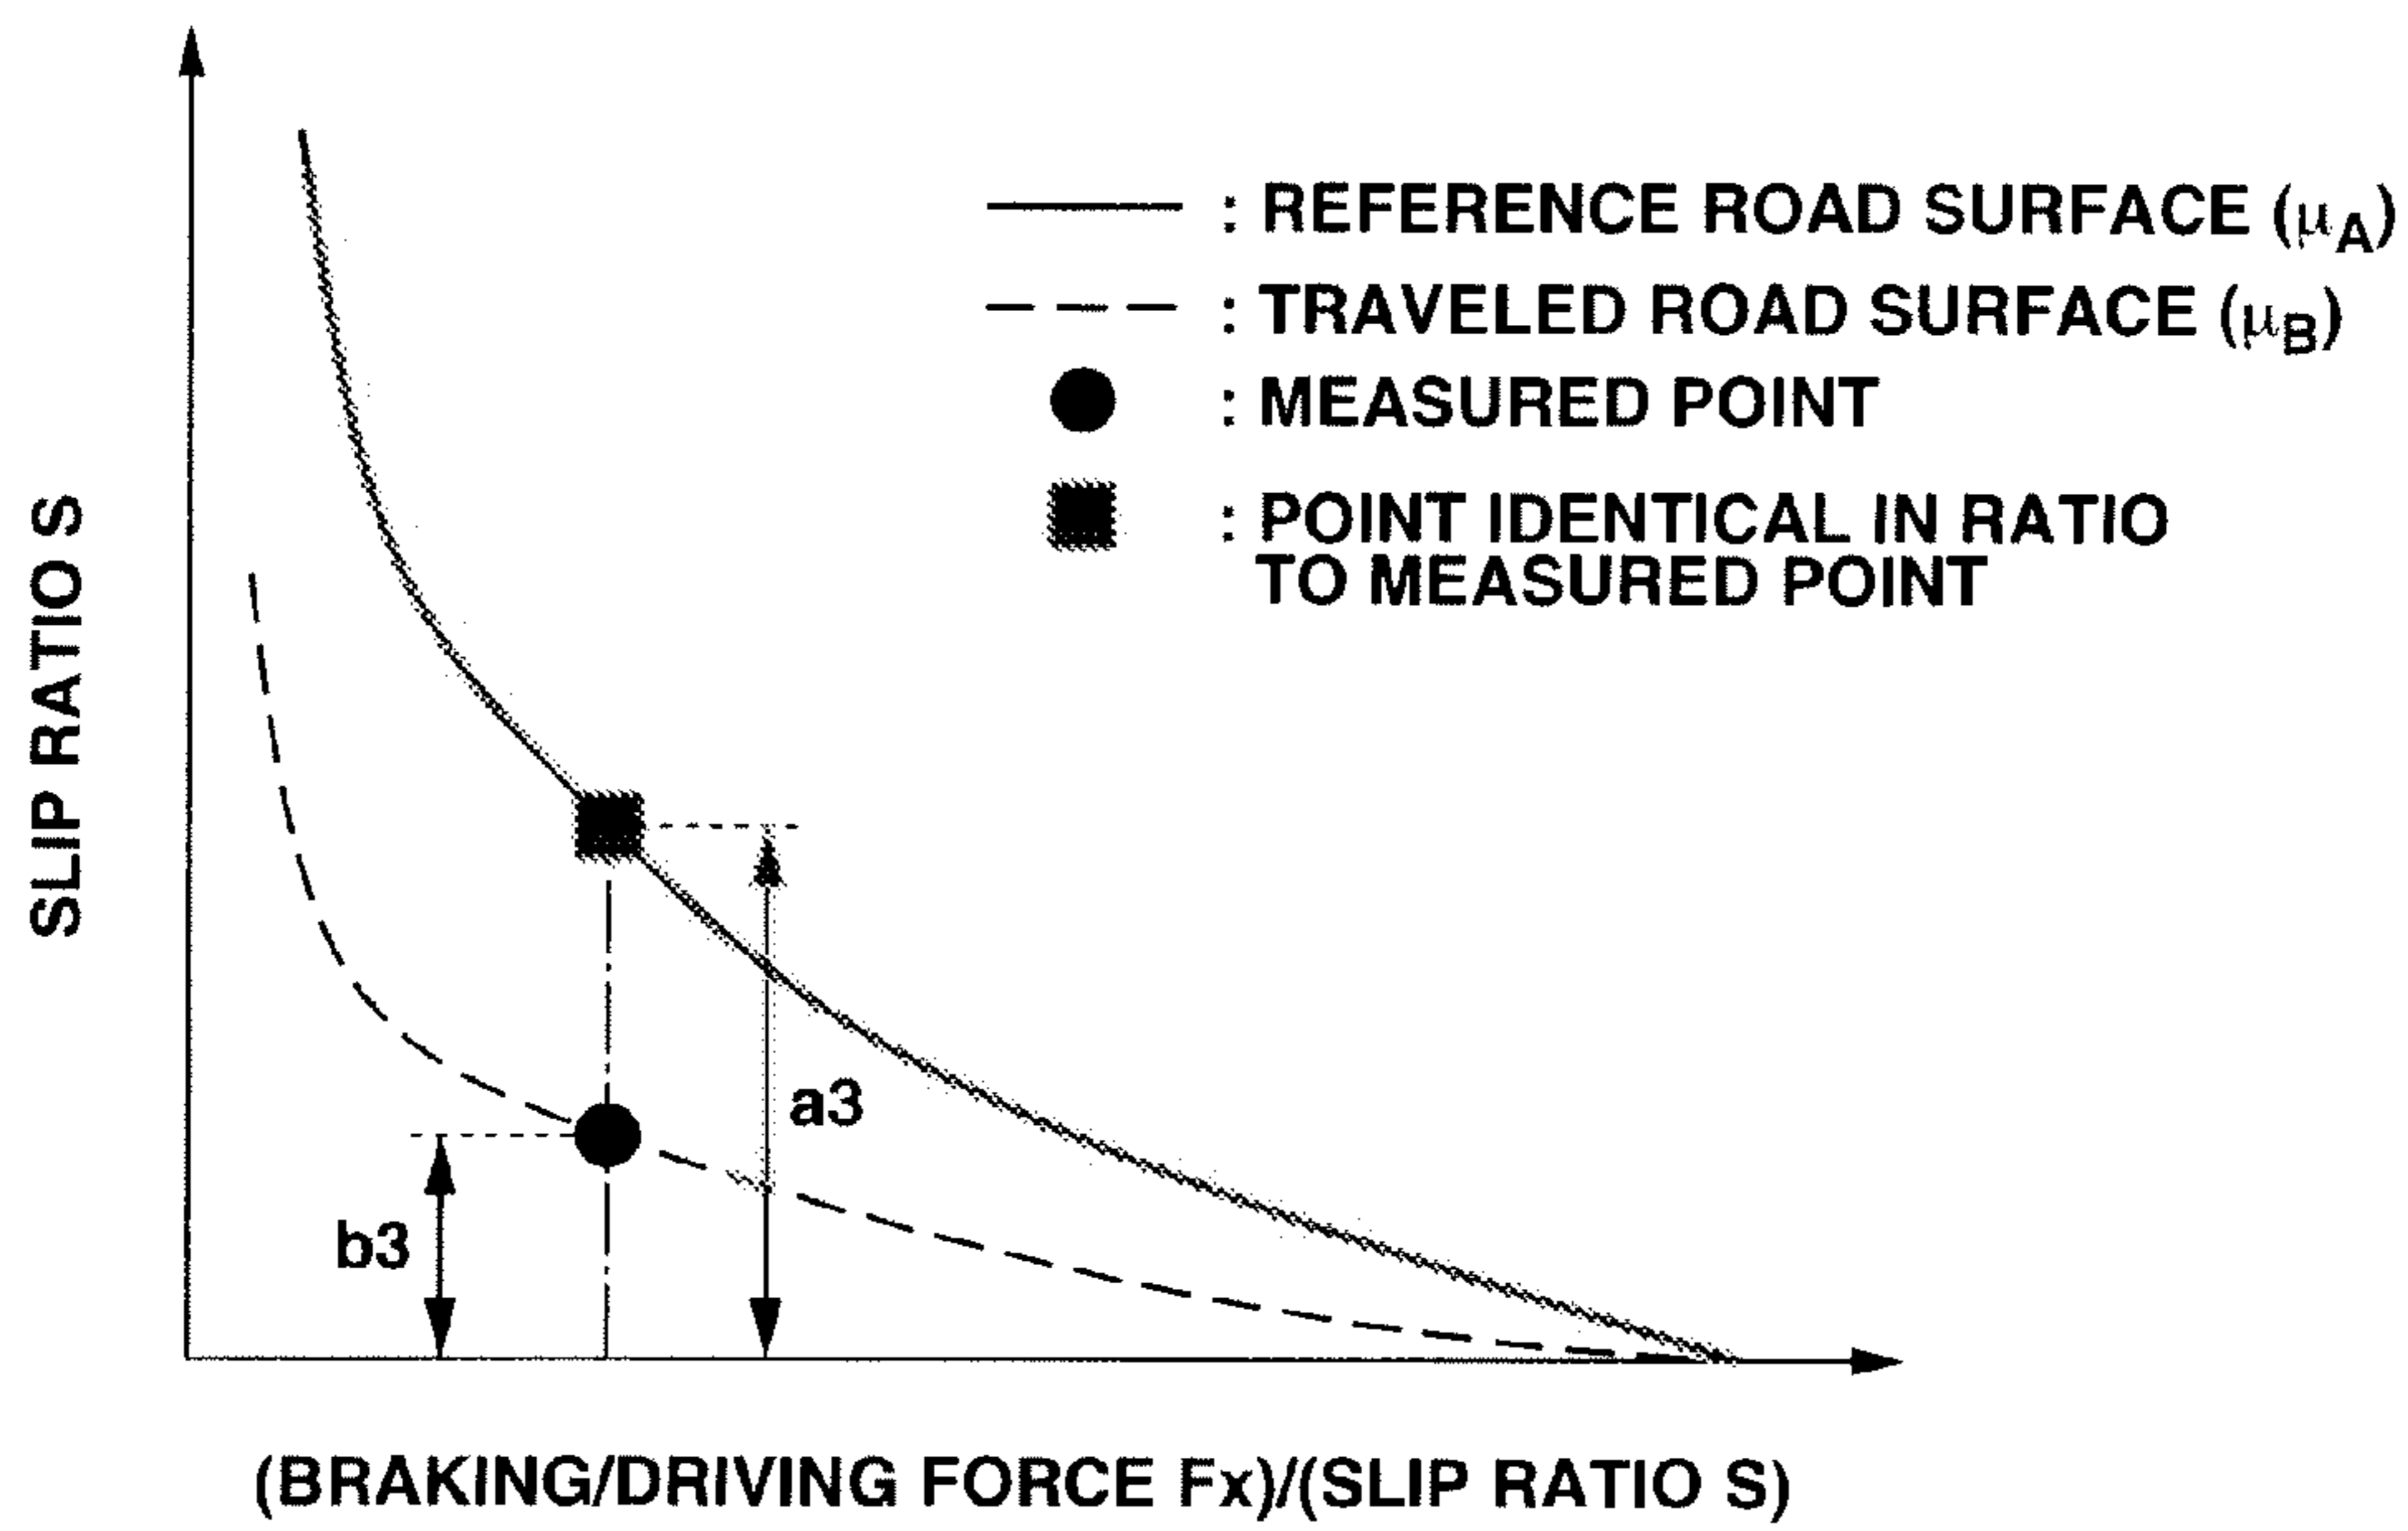 SLIP RATIO S
: REFERENCE ROAD SURFACE (μA)
: TRAVELED ROAD SURFACE (μB)
: MEASURED POINT
: POINT IDENTICAL IN RATIO
TO MEASURED POINT
a3
b3
(BRAKING/DRIVING FORCE Fx)/(SLIP RATIO S)